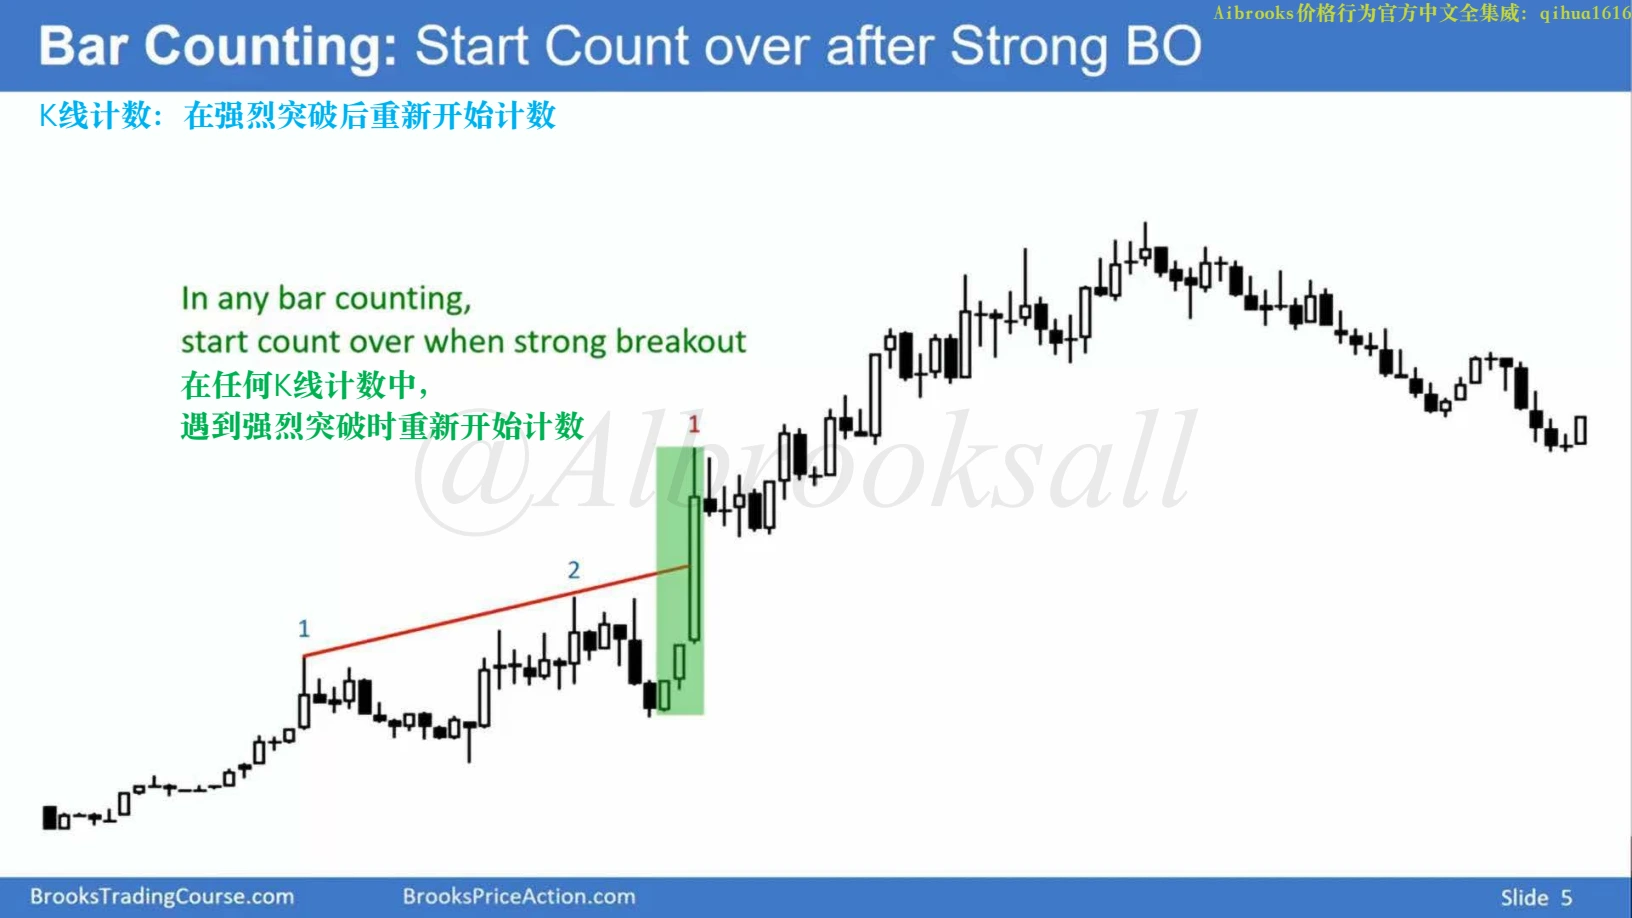 Aibrooks价格行为官方中文全集威：qihua1616
Bar Counting: Start Count over after Strong BO
K线计数：在强烈突破后重新开始计数
In any bar counting,
start count over when strong breakout
在任何K线计数中，
遇到强烈突破时重新开始计数
@Albrooksall
1
2
1
BrooksTradingCourse.com
BrooksPriceAction.com
Slide 5